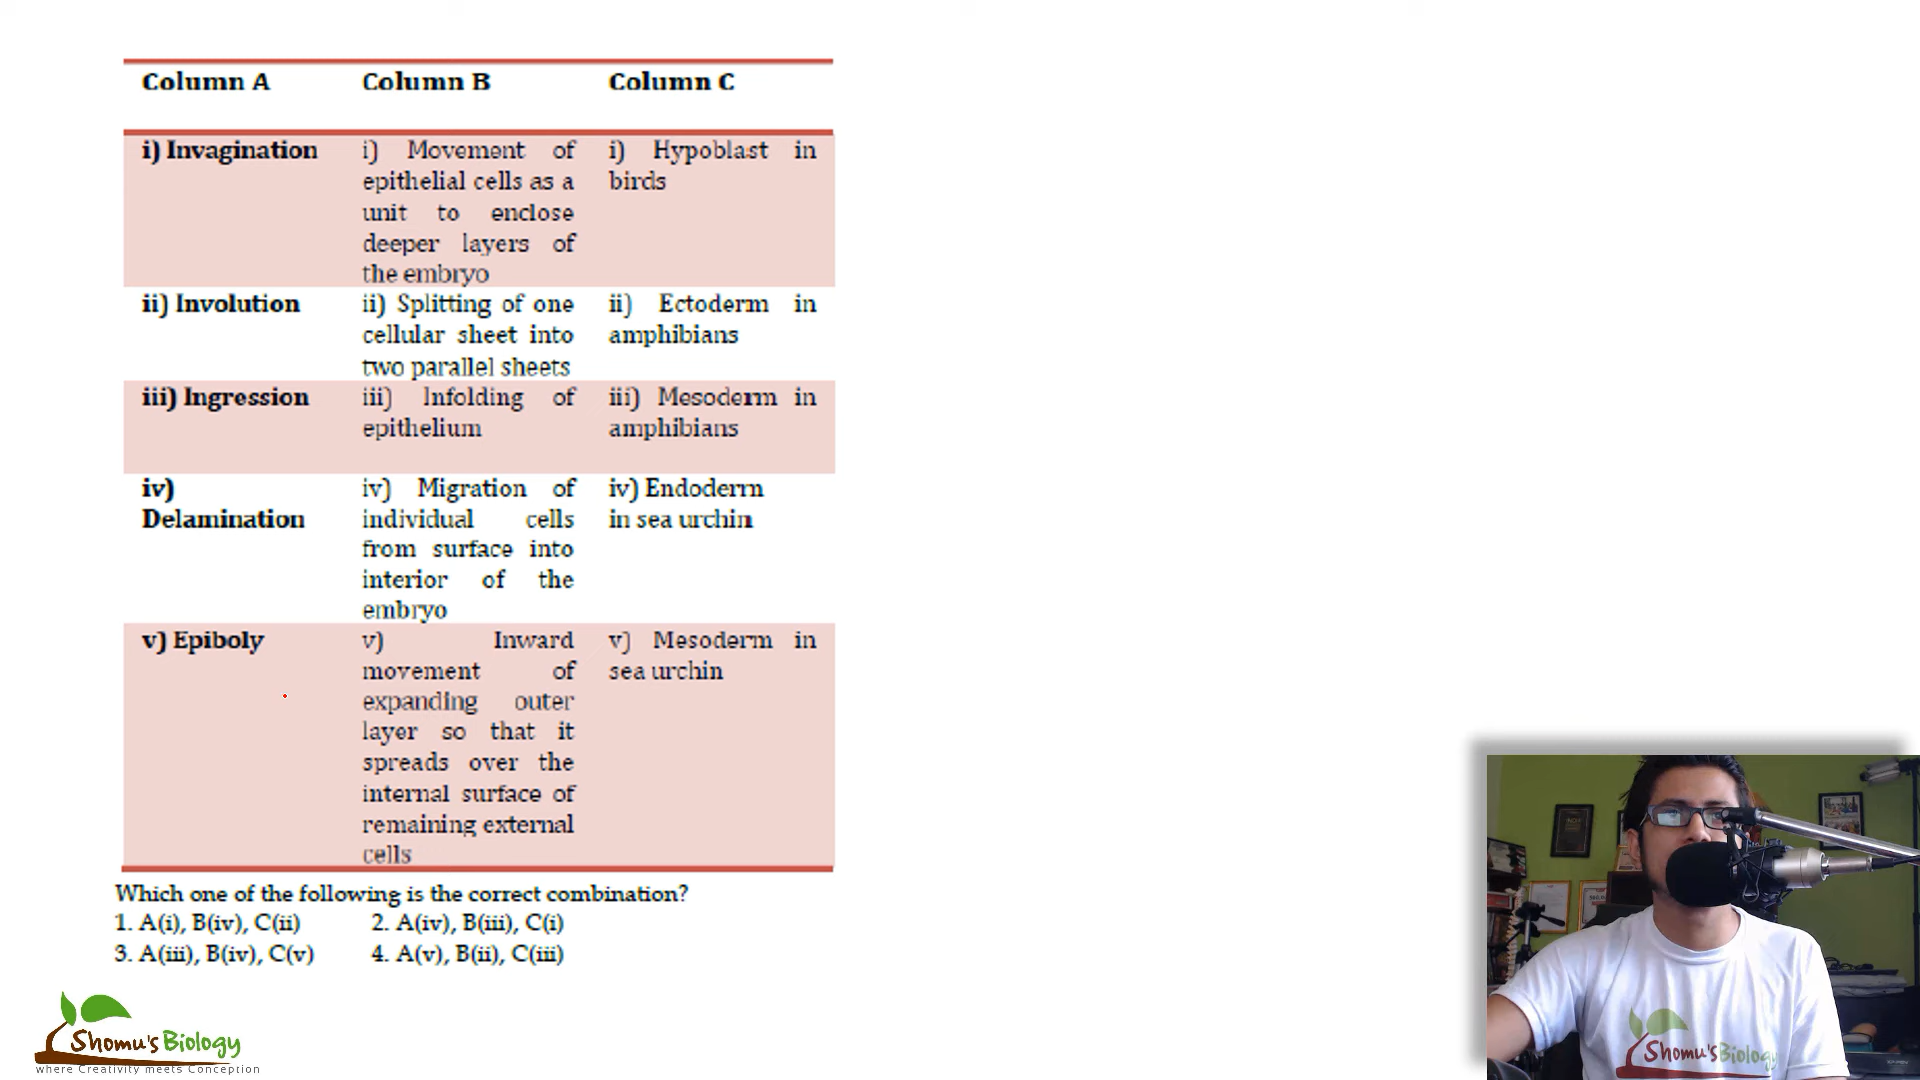 Column A Column B Column C
i) Invagination i) Movement of i) Hypoblast in
epithelial cells as a birds
unit to enclose
deeper layers of
the embryo
ii) Involution ii) Splitting of one ii) Ectoderm in
cellular sheet into amphibians
two parallel sheets
iii) Ingression iii) Infolding of iii) Mesoderm in
epithelium amphibians
iv) iv) Migration of iv) Endoderm
Delamination individual cells in sea urchin
from surface into
interior of the
embryo
v) Epiboly v) Inward v) Mesoderm in
movement of sea urchin
expanding outer
layer so that it
spreads over the
internal surface of
remaining external
cells
Which one of the following is the correct combination?
1. A(i), B(iv), C(ii) 2. A(iv), B(iii), C(i)
3. A(iii), B(iv), C(v) 4. A(v), B(ii), C(iii)
Shomu's Biology
where Creativity meets Conception
Shomu's Biology